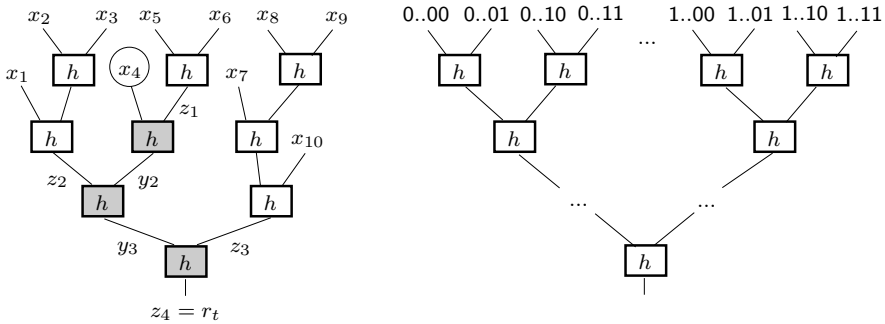 x₂ x₃ x₅ x₆ x₈ x₉
h x₄ h h
x₁ x₇
z₁
h h h x₁₀
z₂ y₂
h h
y₃ z₃
h
z₄ = rₜ
0..00 0..01 0..10 0..11 ... 1..00 1..01 1..10 1..11
h h h h
h h
... ...
h